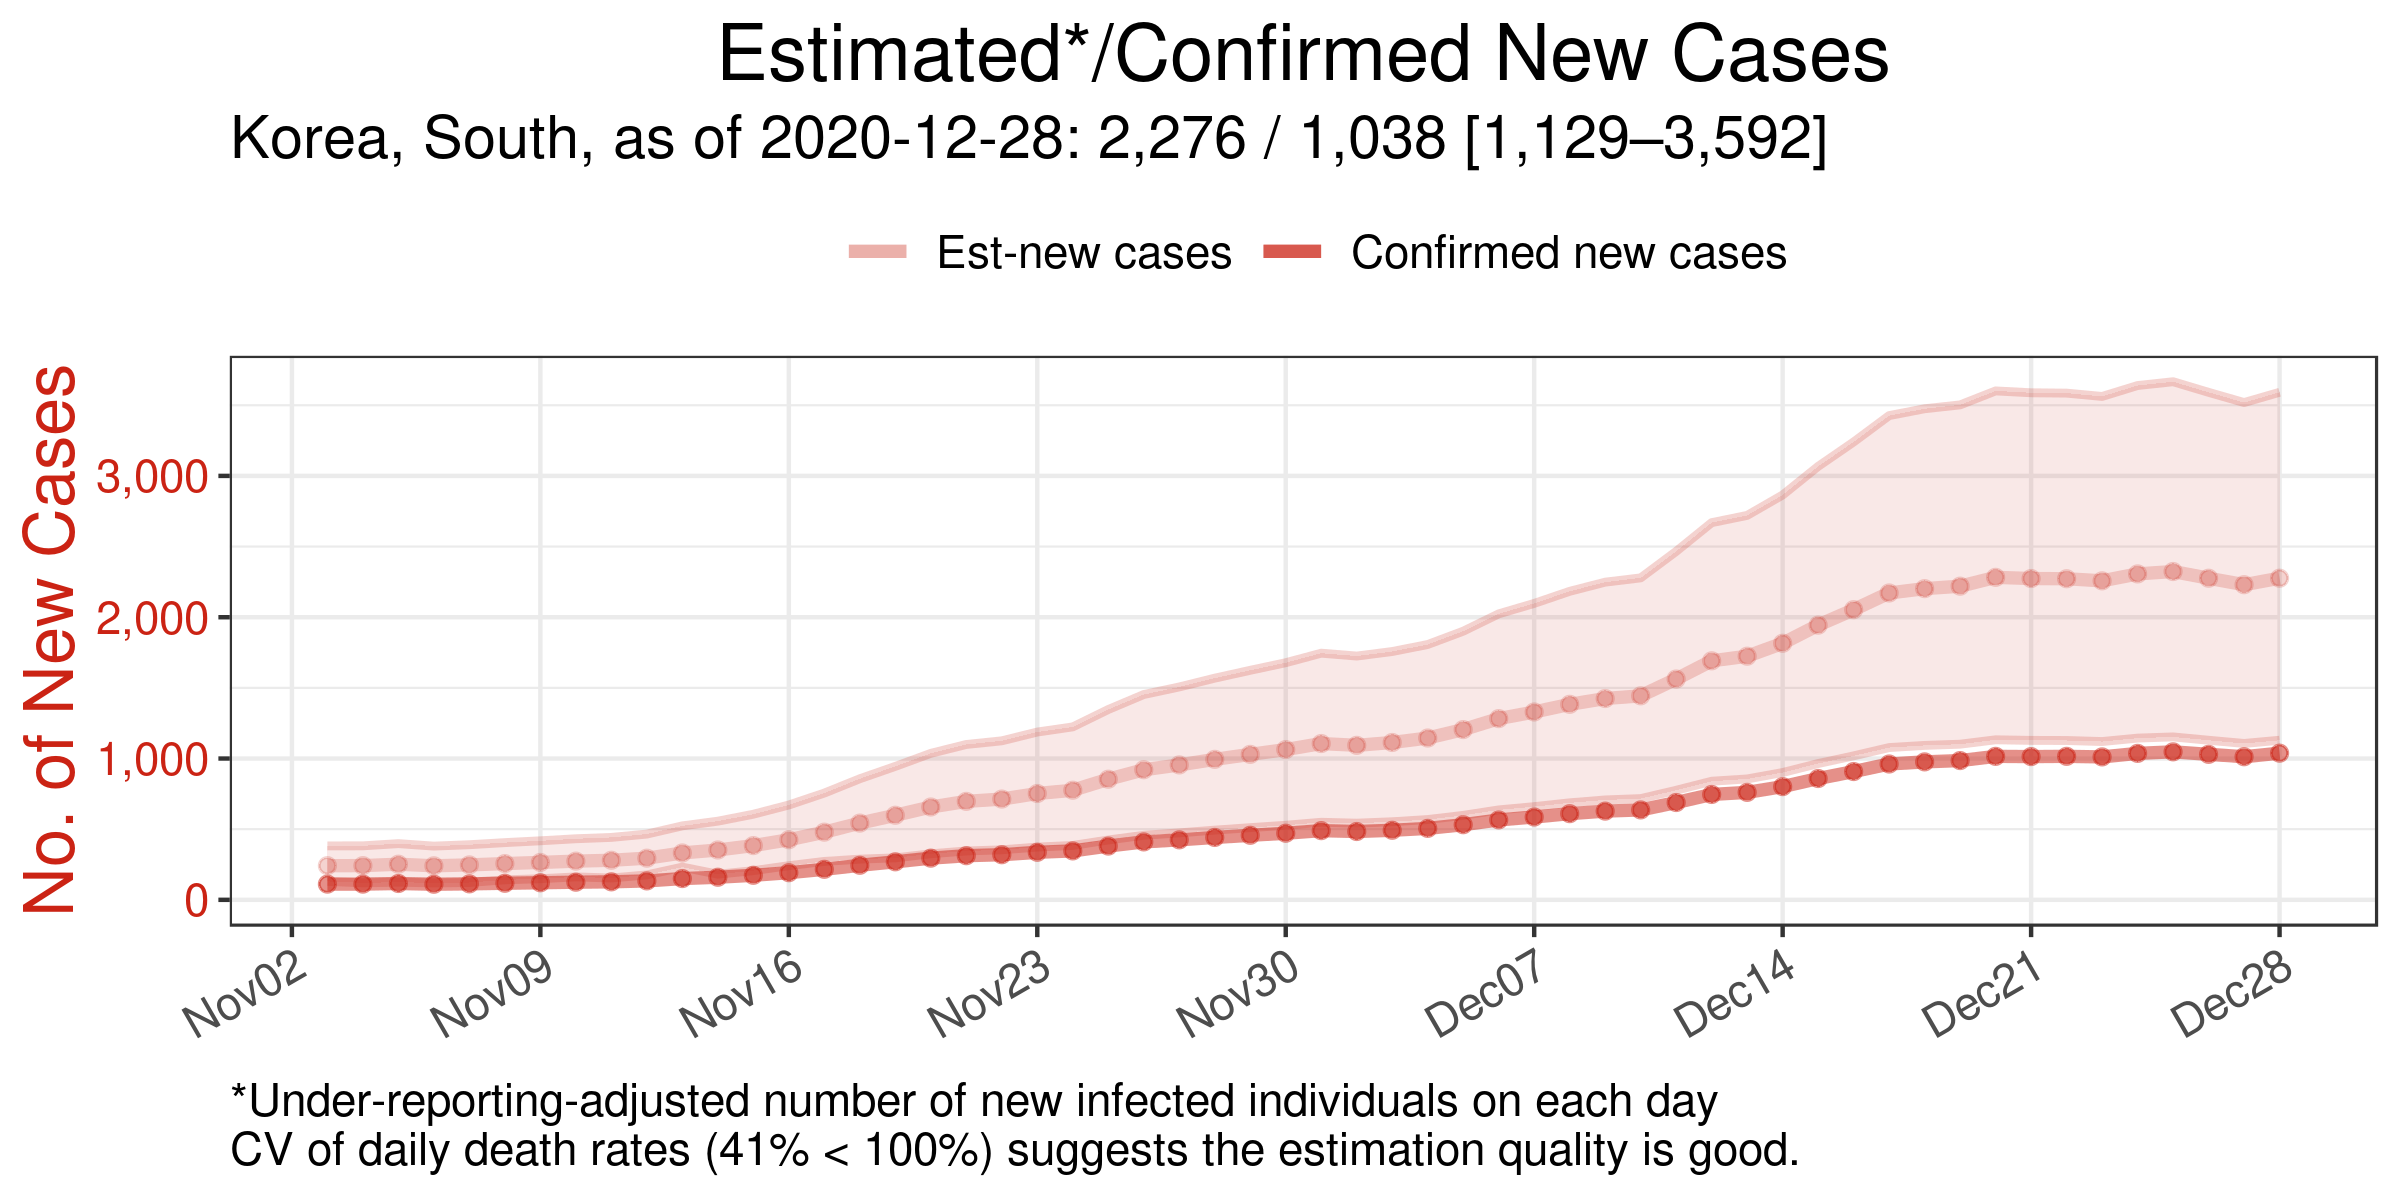 Estimated*/Confirmed New Cases
Korea, South, as of 2020-12-28: 2,276 / 1,038 [1,129–3,592]
Est-new cases
Confirmed new cases
No. of New Cases
3,000
2,000
1,000
0
Nov02
Nov09
Nov16
Nov23
Nov30
Dec07
Dec14
Dec21
Dec28
*Under-reporting-adjusted number of new infected individuals on each day
CV of daily death rates (41% < 100%) suggests the estimation quality is good.